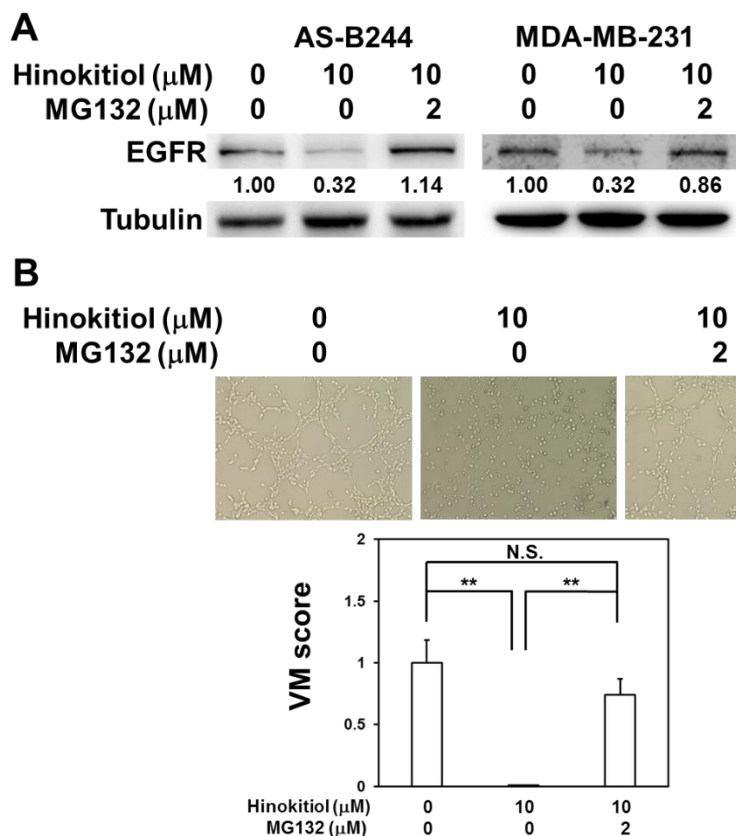 A
AS-B244 MDA-MB-231
Hinokitiol (μM) 0 10 10 0 10 10
MG132 (μM) 0 0 2 0 0 2
EGFR
1.00 0.32 1.14 1.00 0.32 0.86
Tubulin
B
Hinokitiol (μM) 0 10 10
MG132 (μM) 0 0 2
2
N.S.
** **
1.5
VM score
1
0.5
0
Hinokitiol (μM) 0 10 10
MG132 (μM) 0 0 2